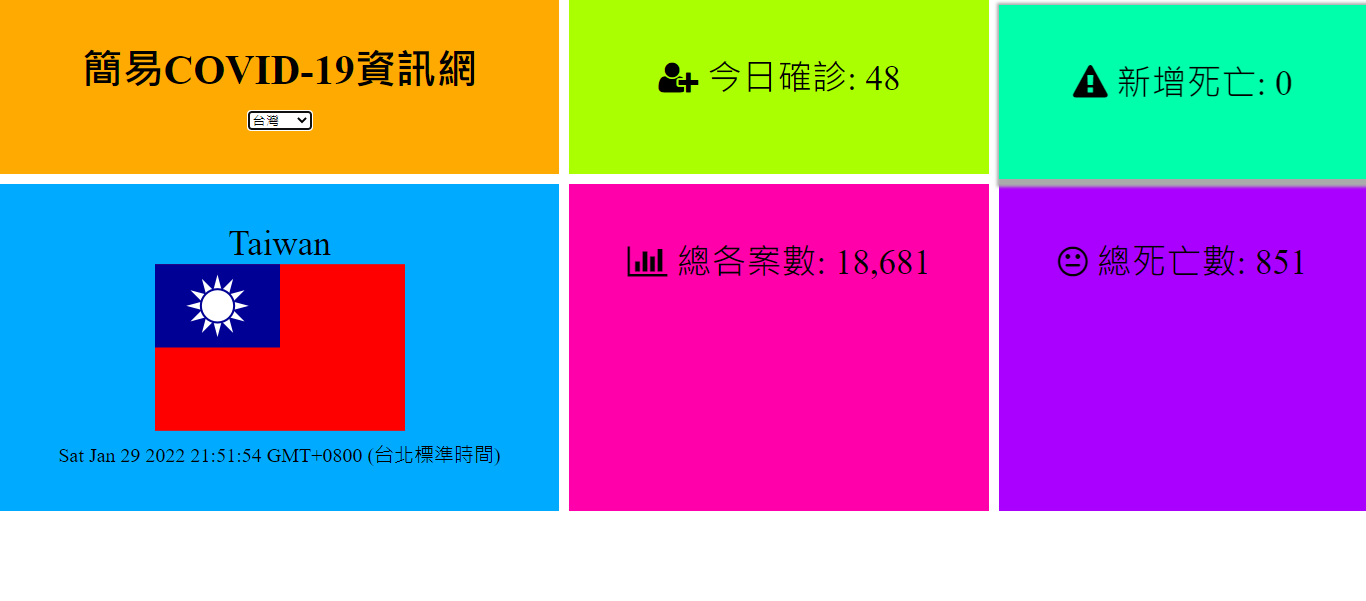 簡易COVID-19資訊網
台灣
今日確診: 48
新增死亡: 0
Taiwan
Sat Jan 29 2022 21:51:54 GMT+0800 (台北標準時間)
總各案數: 18,681
總死亡數: 851